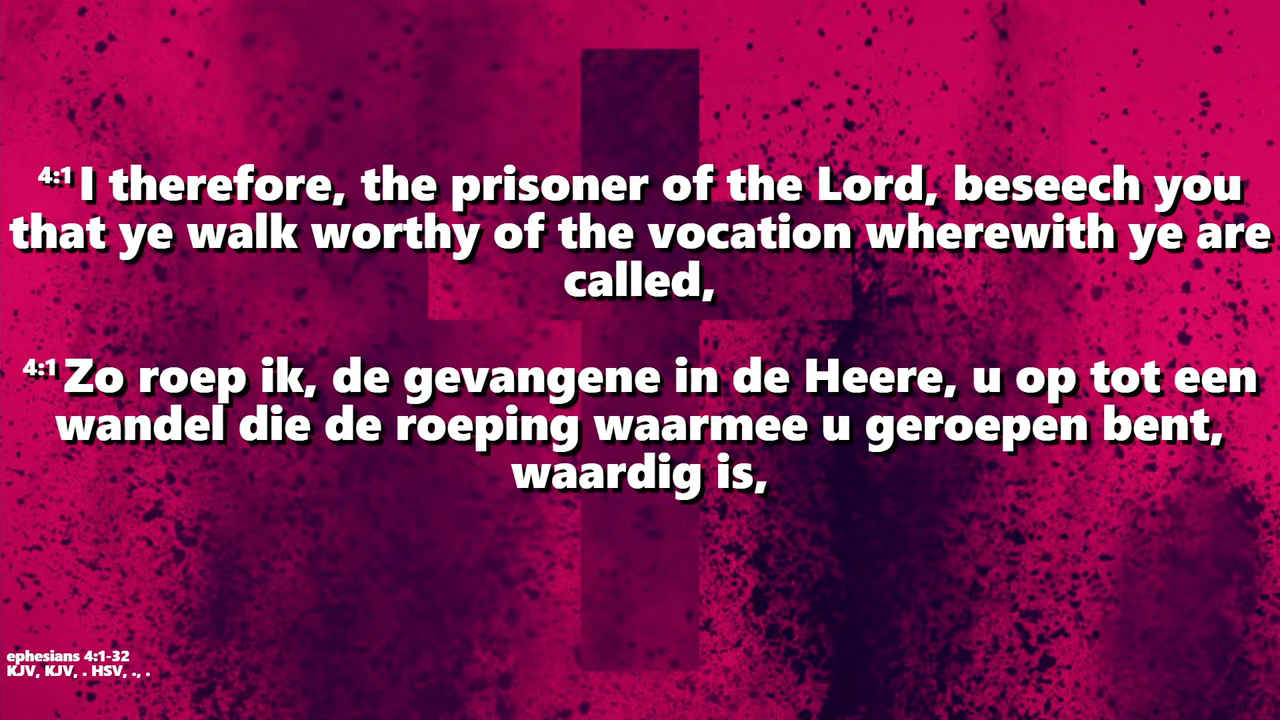 4:1 I therefore, the prisoner of the Lord, beseech you
that ye walk worthy of the vocation wherewith ye are
called,
4:1 Zo roep ik, de gevangene in de Heere, u op tot een
wandel die de roeping waarmee u geroepen bent,
waardig is,
ephesians 4:1-32
KJV, KJV, . HSV, ., .